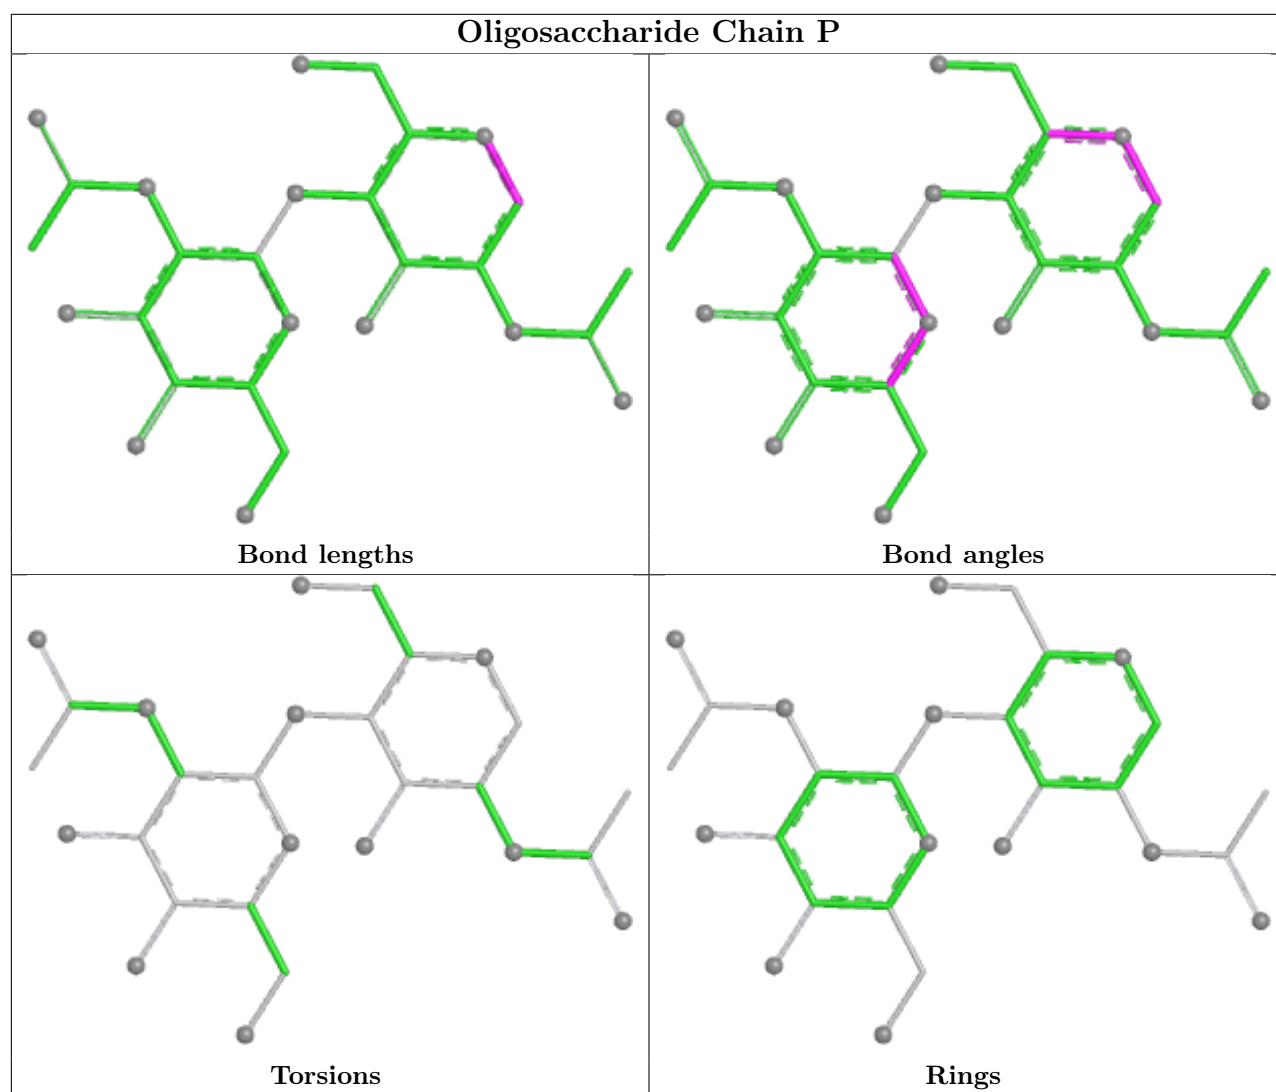 Oligosaccharide Chain P
Bond lengths
Bond angles
Torsions
Rings